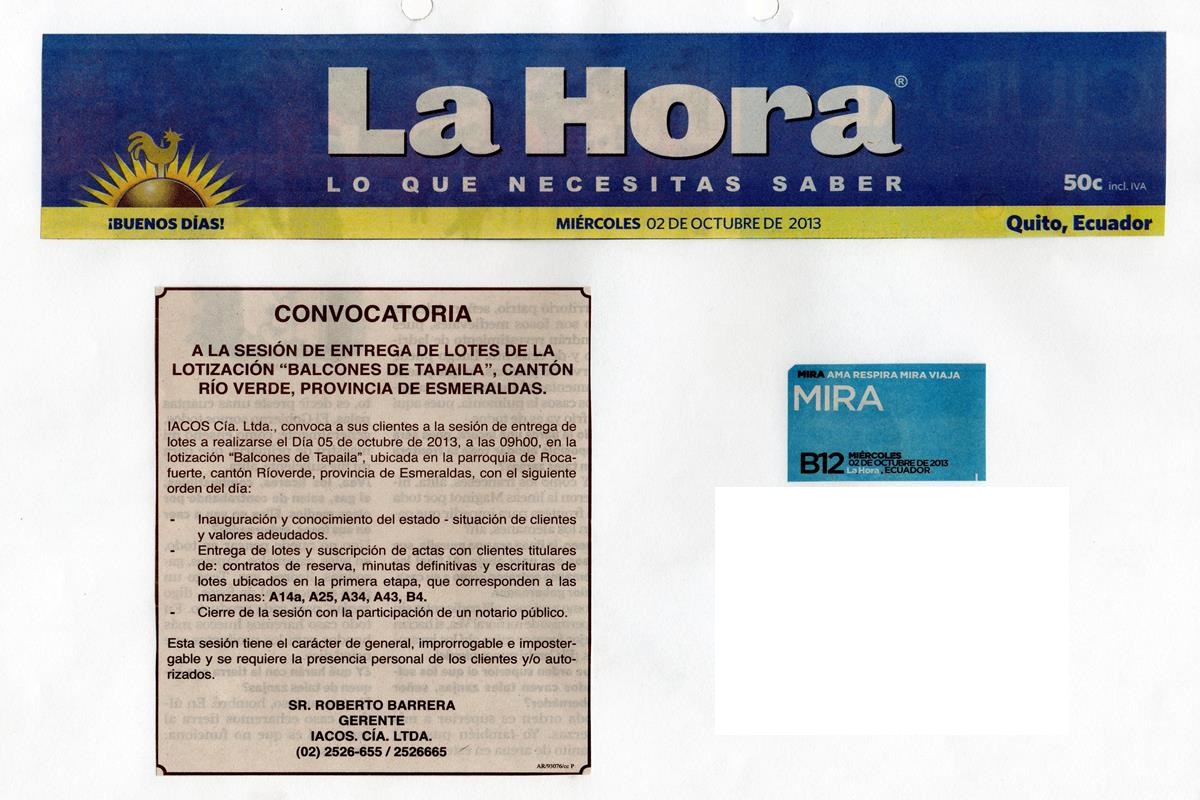 La Hora®
LO QUE NECESITAS SABER
50c incl. IVA
¡BUENOS DÍAS!
MIÉRCOLES 02 DE OCTUBRE DE 2013
Quito, Ecuador
CONVOCATORIA
A LA SESIÓN DE ENTREGA DE LOTES DE LA
LOTIZACIÓN “BALCONES DE TAPAILA”, CANTÓN
RÍO VERDE, PROVINCIA DE ESMERALDAS.
IACOS Cía. Ltda., convoca a sus clientes a la sesión de entrega de
lotes a realizarse el Día 05 de octubre de 2013, a las 09h00, en la
lotización “Balcones de Tapaila”, ubicada en la parroquia de Roca-
fuerte, cantón Ríoverde, provincia de Esmeraldas, con el siguiente
orden del día:
- Inauguración y conocimiento del estado - situación de clientes
y valores adeudados.
- Entrega de lotes y suscripción de actas con clientes titulares
de: contratos de reserva, minutas definitivas y escrituras de
lotes ubicados en la primera etapa, que corresponden a las
manzanas: A14a, A25, A34, A43, B4.
- Cierre de la sesión con la participación de un notario público.
Esta sesión tiene el carácter de general, improrrogable e imposter-
gable y se requiere la presencia personal de los clientes y/o auto-
rizados.
SR. ROBERTO BARRERA
GERENTE
IACOS. CÍA. LTDA.
(02) 2526-655 / 2526665
AR/93076/cc P
MIRA AMA RESPIRA MIRA VIAJA
MIRA
B12 MIÉRCOLES
02 DE OCTUBRE DE 2013
La Hora, ECUADOR